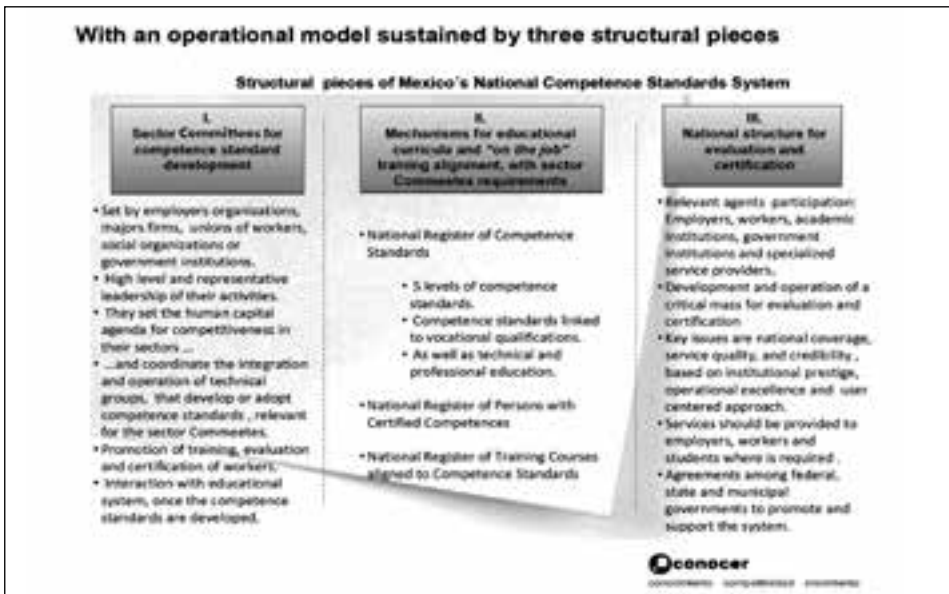 With an operational model sustained by three structural pieces
Structural pieces of Mexico´s National Competence Standards System
I.
Sector Committees for
competence standard
development
• Set by employers organisations,
majors firms, unions of workers,
social organizations or
government institutions.
• High level and representative
leadership of their activities.
• They set the human capital
agenda for competitiveness in
their sectors ...
• ...and coordinate the integration
and operation of technical
groups, that develop or adopt
competence standards , relevant
for the sector Commeetes.
• Promotion of training, evaluation
and certification of workers.
• Interaction with educational
system, once the competence
standards are developed.
II.
Mechanisms for educational
curricula and "on the job"
training alignment, with sector
Commeetes requirements
• National Register of Competence
Standards
• 5 levels of competence
standards.
• Competence standards linked
to vocational qualifications.
• As well as technical and
professional education.
• National Register of Persons with
Certified Competences
• National Register of Training Courses
aligned to Competence Standards
III.
National structure for
evaluation and
certification
• Relevant agents participation:
Employers, workers, academic
institutions, government
institutions and specialized
service providers.
• Development and operation of a
critical mass for evaluation and
certification
• Key issues are national coverage,
service quality, and credibility ,
based on institutional prestige,
operational excellence and user
centered approach.
• Services should be provided to
employers, workers and
students where is required .
• Agreements among federal,
state and municipal
governments to promote and
support the system.
conocer